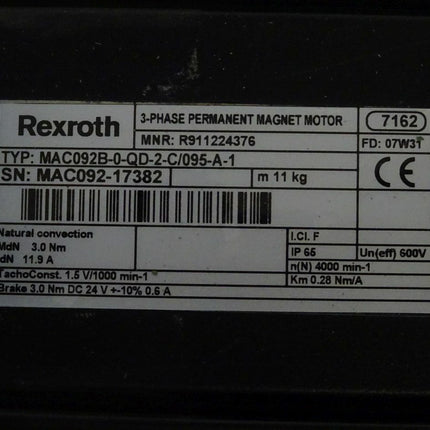 Rexroth
3-PHASE PERMANENT MAGNET MOTOR
7162
MNR: R911224376
FD: 07W31
TYP: MAC092B-0-QD-2-C/095-A-1
SN: MAC092-17382
m 11 kg
CE
Natural convection
I.Cl. F
MdN 3.0 Nm
IP 65
Un(eff) 600V
IdN 11.9 A
n(N) 4000 min-1
TachoConst. 1.5 V/1000 min-1
Km 0.28 Nm/A
Brake 3.0 Nm DC 24 V +-10% 0.6 A